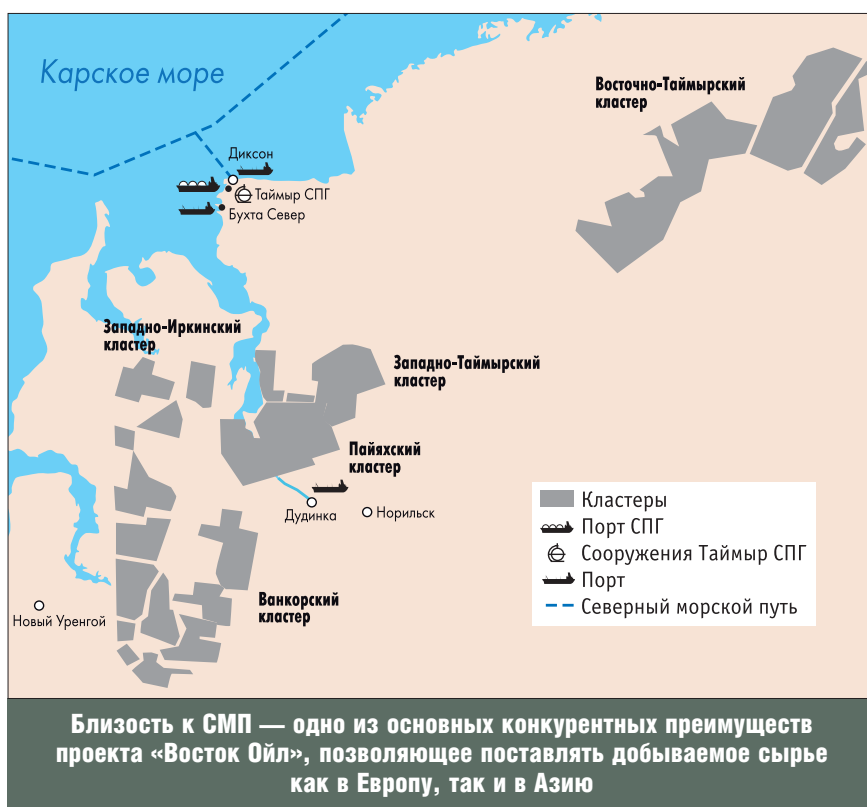 Карское море
Восточно-Таймырский
кластер
Диксон
Таймыр СПГ
Бухта Север
Западно-Иркинский
кластер
Западно-Таймырский
кластер
Пайяхский
кластер
Дудинка
Норильск
Ванкорский
кластер
Новый Уренгой
Кластеры
Порт СПГ
Сооружения Таймыр СПГ
Порт
Северный морской путь
Близость к СМП — одно из основных конкурентных преимуществ
проекта «Восток Ойл», позволяющее поставлять добываемое сырье
как в Европу, так и в Азию